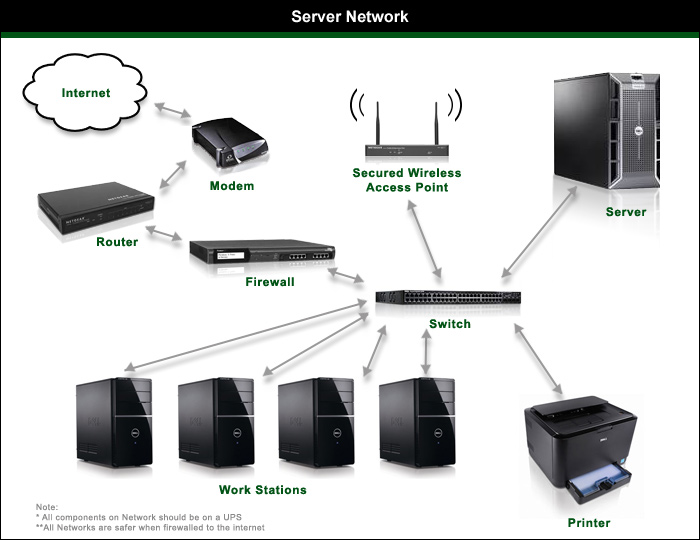 Server Network
Internet
Modem
Secured Wireless
Access Point
Server
Router
Firewall
Switch
Work Stations
Printer
Note:
* All components on Network should be on a UPS
**All Networks are safer when firewalled to the internet